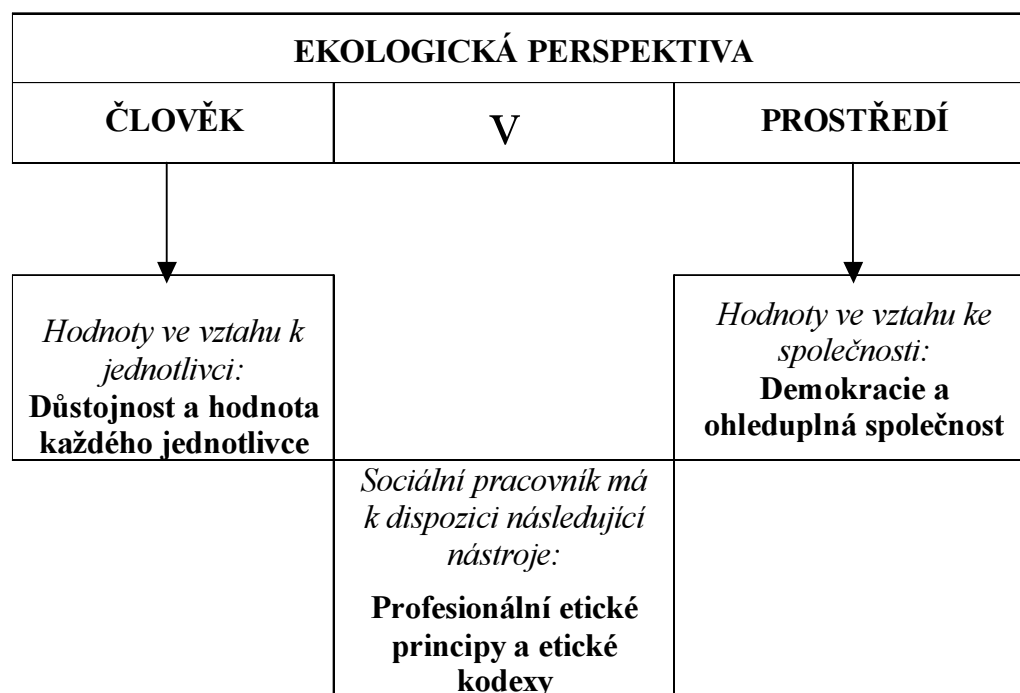 EKOLOGICKÁ PERSPEKTIVA
ČLOVĚK
V
PROSTŘEDÍ
Hodnoty ve vztahu k
jednotlivci:
Důstojnost a hodnota
každého jednotlivce
Hodnoty ve vztahu ke
společnosti:
Demokracie a
ohleduplná společnost
Sociální pracovník má
k dispozici následující
nástroje:
Profesionální etické
principy a etické
kodexy